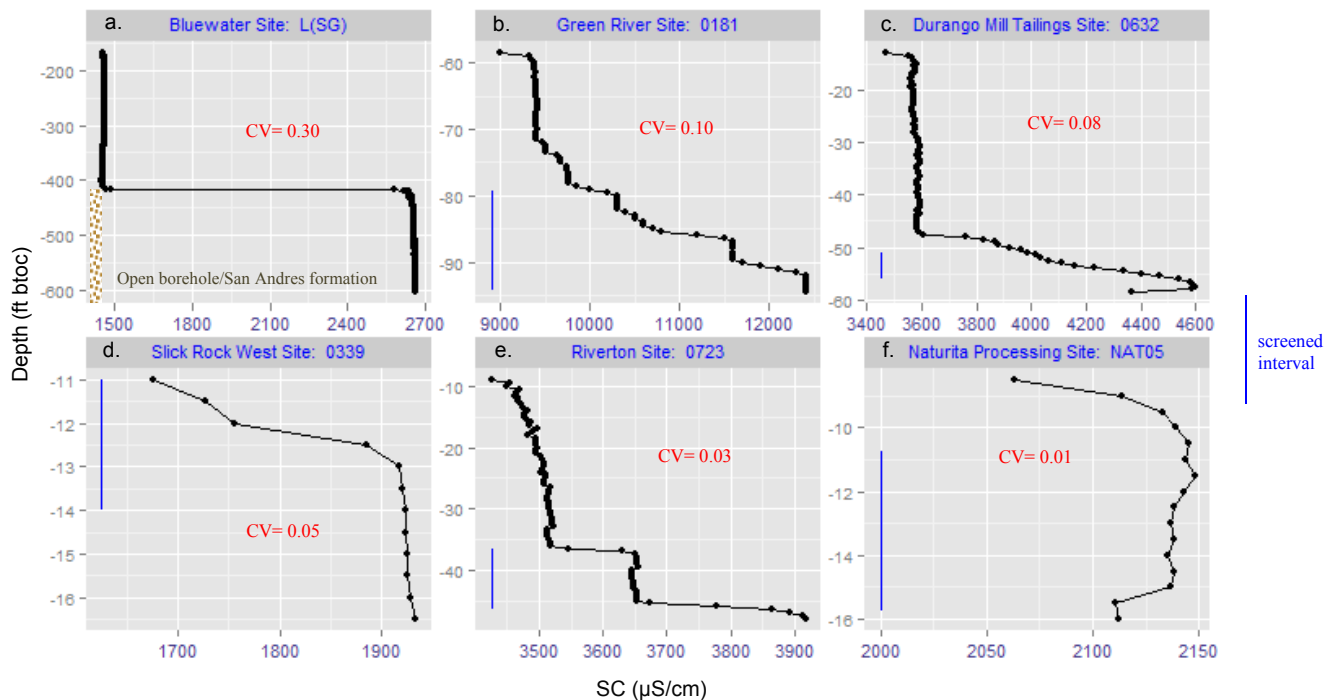 a.
Bluewater Site: L(SG)
-200
-300
-400
-500
-600
CV= 0.30
Open borehole/San Andres formation
1500
1800
2100
2400
2700
b.
Green River Site: 0181
-60
-70
-80
-90
CV= 0.10
9000
10000
11000
12000
c.
Durango Mill Tailings Site: 0632
-20
-30
-40
-50
-60
CV= 0.08
3400
3600
4000
4200
4400
4600
Depth (ft btoc)
d.
Slick Rock West Site: 0339
-11
-12
-13
-14
-15
-16
CV= 0.05
1700
1800
1900
e.
Riverton Site: 0723
-10
-20
-30
-40
CV= 0.03
3500
3600
3700
3800
3900
f.
Naturita Processing Site: NAT05
-10
-12
-14
-16
CV= 0.01
2000
2050
2100
2150
screened
interval
SC (µS/cm)